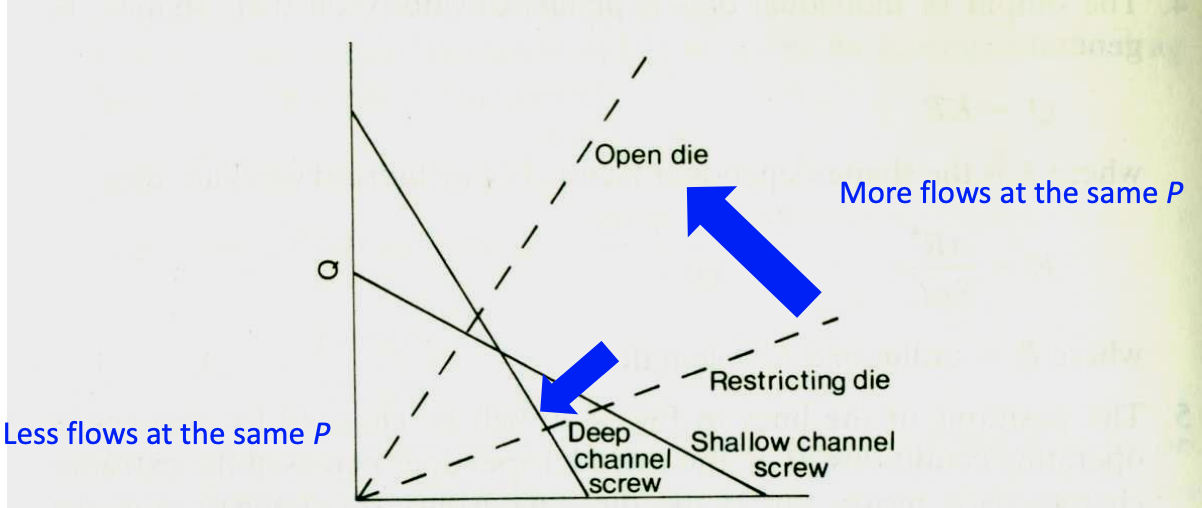 Open die
More flows at the same P
Q
Restricting die
Less flows at the same P
Deep
channel
screw
Shallow channel
screw